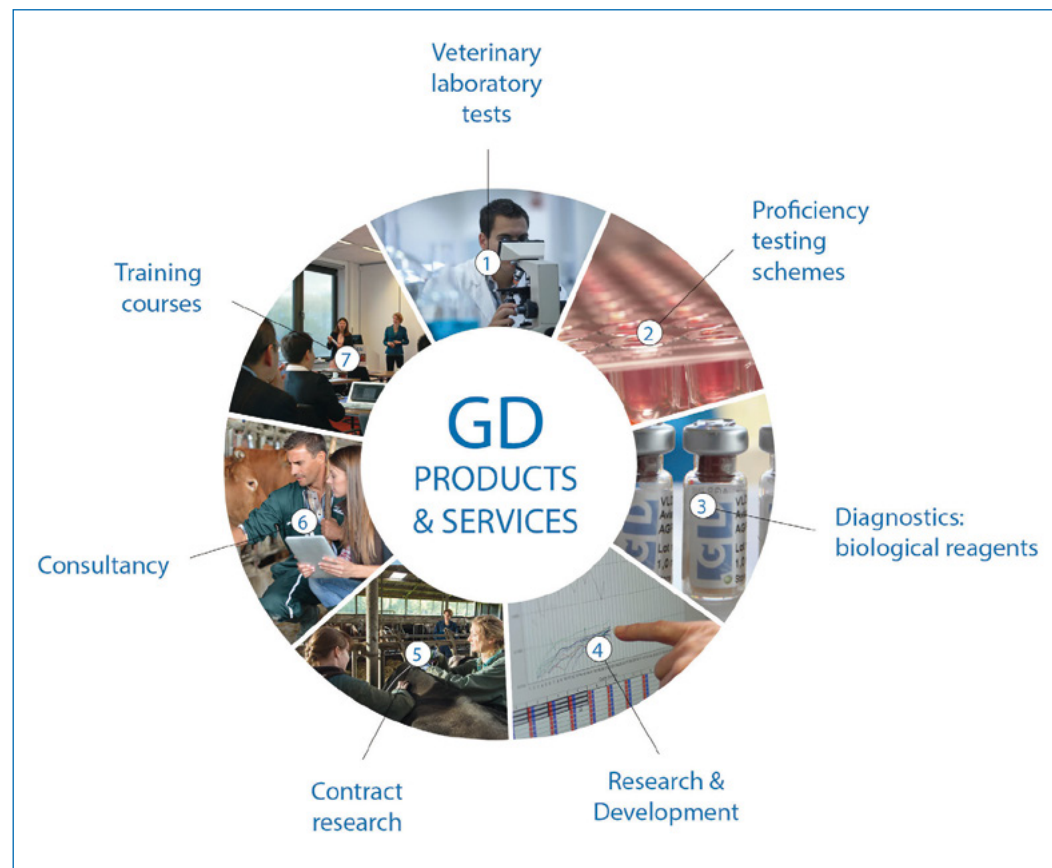 Veterinary
laboratory
tests
Proficiency
testing
schemes
Diagnostics:
biological reagents
Research &
Development
Contract
research
Consultancy
Training
courses
1
2
3
4
5
6
7
GD
PRODUCTS
& SERVICES
GD